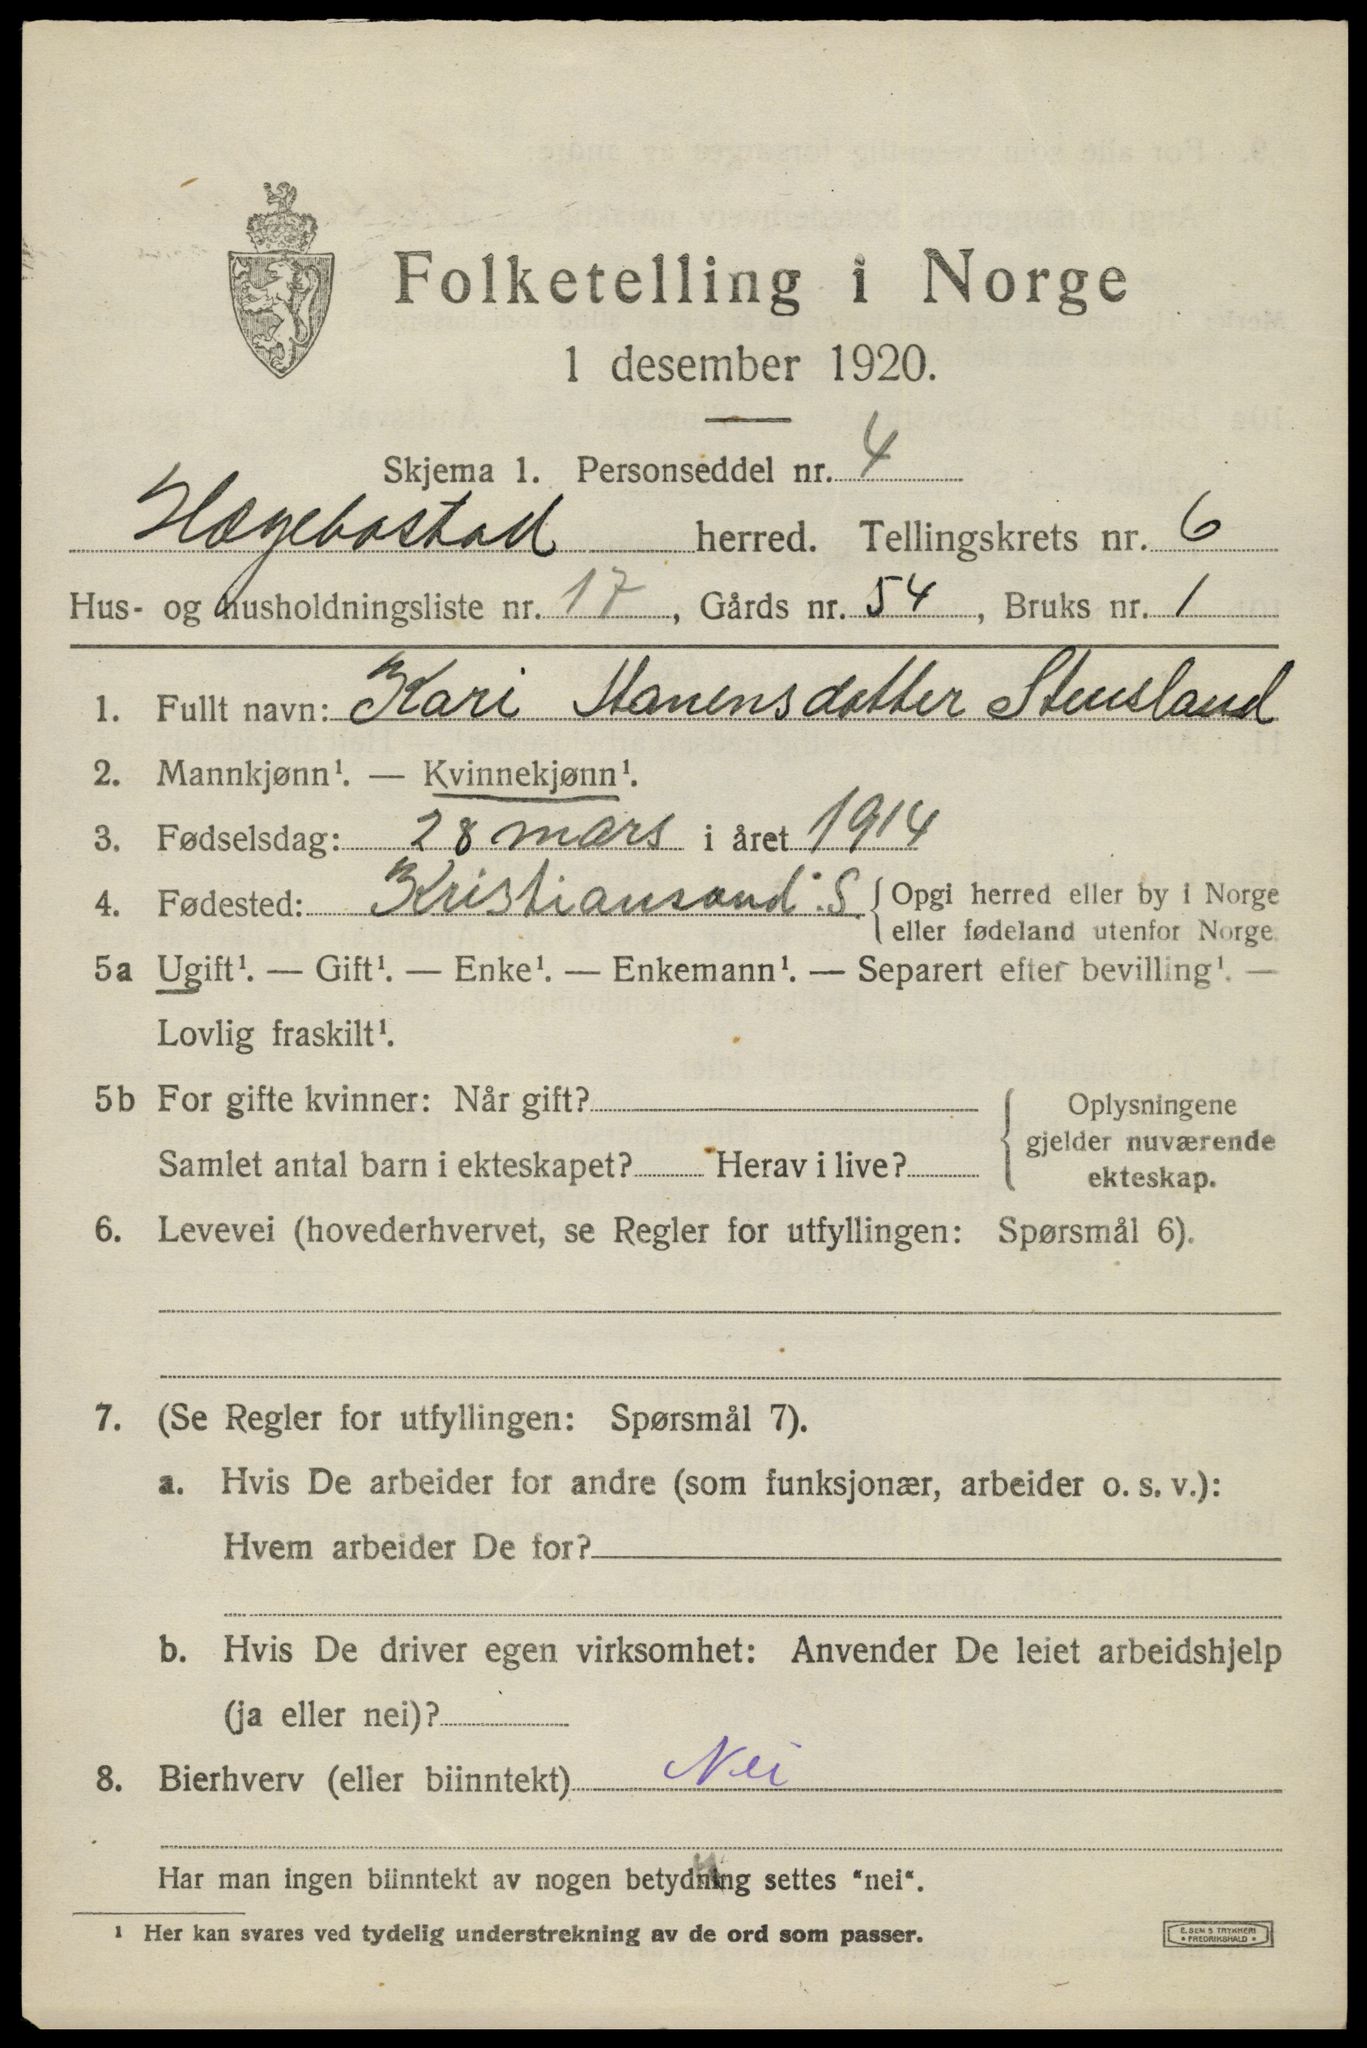 Folketelling i Norge
1 desember 1920.
Skjema 1. Personseddel nr. 4
Hægebostad herred. Tellingskrets nr. 6
Hus- og husholdningsliste nr. 17, Gårds nr. 54, Bruks nr. 1
1. Fullt navn: Kari Stanensdotter Stensland
2. Mannkjønn¹. — Kvinnekjønn¹.
3. Fødselsdag: 28 mars i året 1914
4. Fødested: Kristiansand S. { Opgi herred eller by i Norge
eller fødeland utenfor Norge.
5a Ugift¹. — Gift¹. — Enke¹. — Enkemann¹. — Separert efter bevilling¹. —
Lovlig fraskilt¹.
5b For gifte kvinner: Når gift?
Samlet antal barn i ekteskapet? Herav i live?
Oplysningene
gjelder nuværende
ekteskap.
6. Levevei (hovederhvervet, se Regler for utfyllingen: Spørsmål 6).
7. (Se Regler for utfyllingen: Spørsmål 7).
a. Hvis De arbeider for andre (som funksjonær, arbeider o. s. v.):
Hvem arbeider De for?
b. Hvis De driver egen virksomhet: Anvender De leiet arbeidshjelp
(ja eller nei)?
8. Bierhverv (eller biinntekt) Nei
Har man ingen biinntekt av nogen betydning settes "nei".
¹ Her kan svares ved tydelig understrekning av de ord som passer.
E. SEM'S TRYKKERI
FREDRIKSHALD